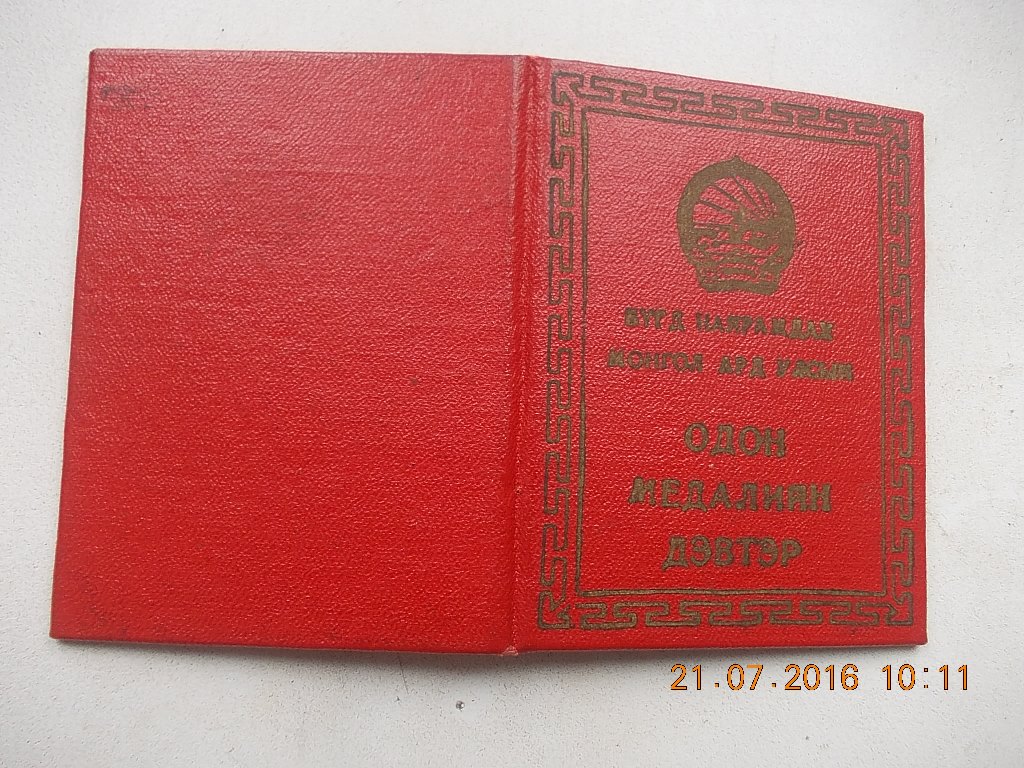 БҮГД НАЙРАМДАХ
МОНГОЛ АРД УЛСЫН
ОДОН
МЕДАЛИЙН
ДЭВТЭР
21.07.2016 10:11